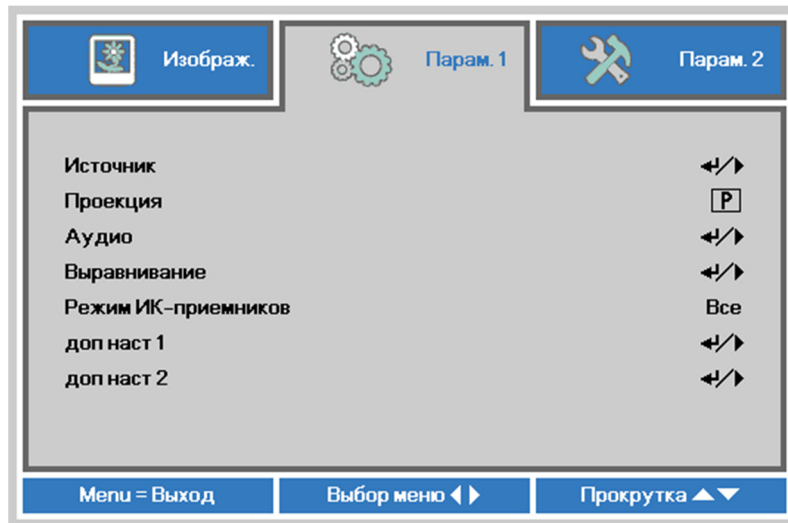 Изображ.
Парам. 1
Парам. 2
Источник ↵/▶
Проекция P
Аудио ↵/▶
Выравнивание ↵/▶
Режим ИК-приемников Все
доп наст 1 ↵/▶
доп наст 2 ↵/▶
Menu = Выход
Выбор меню ◀▶
Прокрутка ▲▼